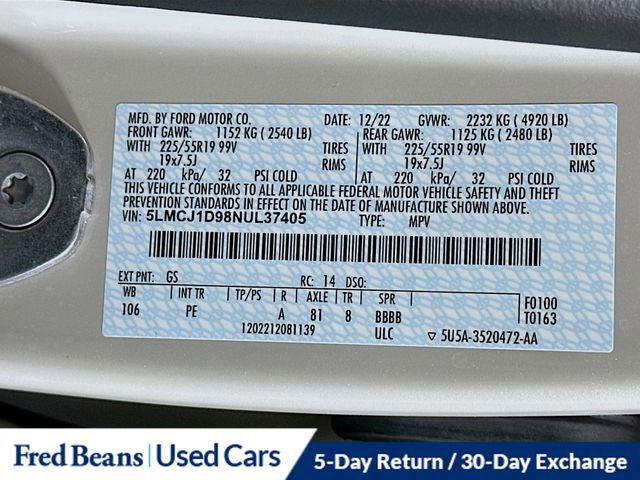 MFD. BY FORD MOTOR CO. DATE: 12/22 GVWR: 2232 KG ( 4920 LB)
FRONT GAWR: 1152 KG ( 2540 LB) REAR GAWR: 1125 KG ( 2480 LB)
WITH 225/55R19 99V TIRES WITH 225/55R19 99V TIRES
19x7.5J RIMS 19x7.5J RIMS
AT 220 kPa/ 32 PSI COLD AT 220 kPa/ 32 PSI COLD
THIS VEHICLE CONFORMS TO ALL APPLICABLE FEDERAL MOTOR VEHICLE SAFETY AND THEFT
PREVENTION STANDARDS IN EFFECT ON THE DATE OF MANUFACTURE SHOWN ABOVE.
VIN: 5LMCJ1D98NUL37405 TYPE: MPV
EXT PNT: GS RC: 14 DSO: F0100
WB INT TR TP/PS R AXLE TR SPR T0163
106 PE A 81 8 BBBB
1202212081139 ULC ▽ 5U5A-3520472-AA
Fred Beans | Used Cars 5-Day Return / 30-Day Exchange